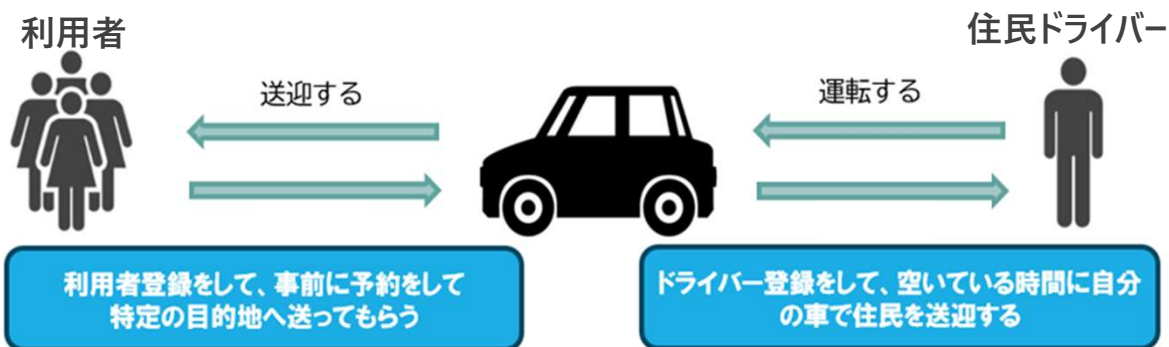 利用者
住民ドライバー
送迎する
運転する
利用者登録をして、事前に予約をして
特定の目的地へ送ってもらう
ドライバー登録をして、空いている時間に自分
の車で住民を送迎する